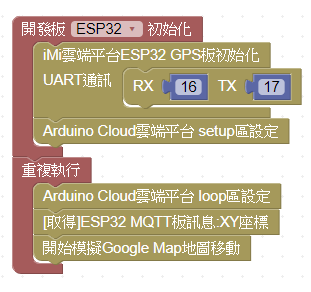 開發板 ESP32 初始化
iMi雲端平台ESP32 GPS板初始化
UART通訊 RX 16 TX 17
Arduino Cloud雲端平台 setup區設定
重複執行
Arduino Cloud雲端平台 loop區設定
[取得]ESP32 MQTT板訊息:XY座標
開始模擬Google Map地圖移動